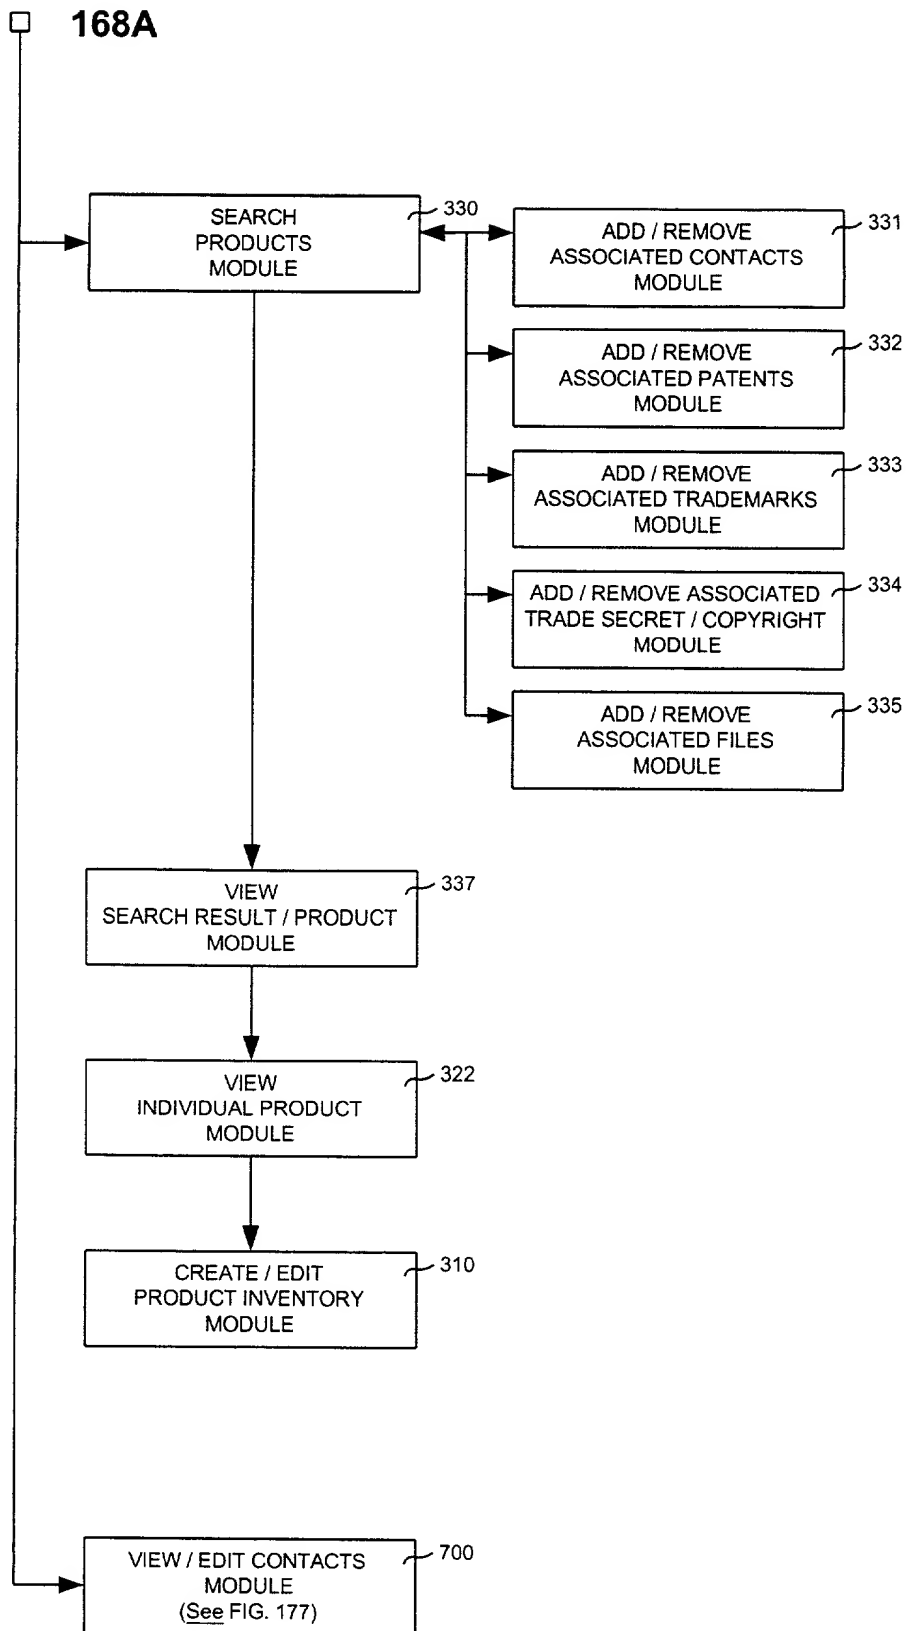 168A
SEARCH
PRODUCTS
MODULE
330
ADD / REMOVE
ASSOCIATED CONTACTS
MODULE
331
ADD / REMOVE
ASSOCIATED PATENTS
MODULE
332
ADD / REMOVE
ASSOCIATED TRADEMARKS
MODULE
333
ADD / REMOVE ASSOCIATED
TRADE SECRET / COPYRIGHT
MODULE
334
ADD / REMOVE
ASSOCIATED FILES
MODULE
335
VIEW
SEARCH RESULT / PRODUCT
MODULE
337
VIEW
INDIVIDUAL PRODUCT
MODULE
322
CREATE / EDIT
PRODUCT INVENTORY
MODULE
310
VIEW / EDIT CONTACTS
MODULE
(See FIG. 177)
700